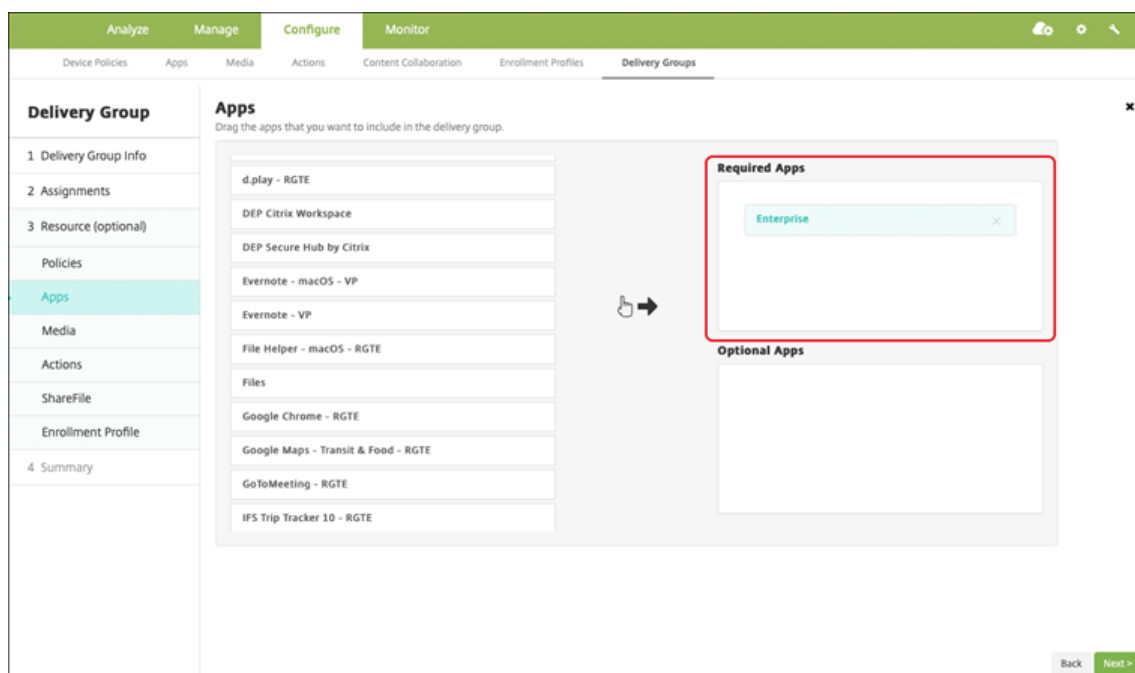 Analyze Manage Configure Monitor
Device Policies Apps Media Actions Content Collaboration Enrollment Profiles Delivery Groups
Delivery Group
1 Delivery Group Info
2 Assignments
3 Resource (optional)
Policies
Apps
Media
Actions
ShareFile
Enrollment Profile
4 Summary
Apps
Drag the apps that you want to include in the delivery group.
d.play - RGTE
DEP Citrix Workspace
DEP Secure Hub by Citrix
Evernote - macOS - VP
Evernote - VP
File Helper - macOS - RGTE
Files
Google Chrome - RGTE
Google Maps - Transit & Food - RGTE
GoToMeeting - RGTE
IFS Trip Tracker 10 - RGTE
Required Apps
Enterprise
Optional Apps
Back Next >